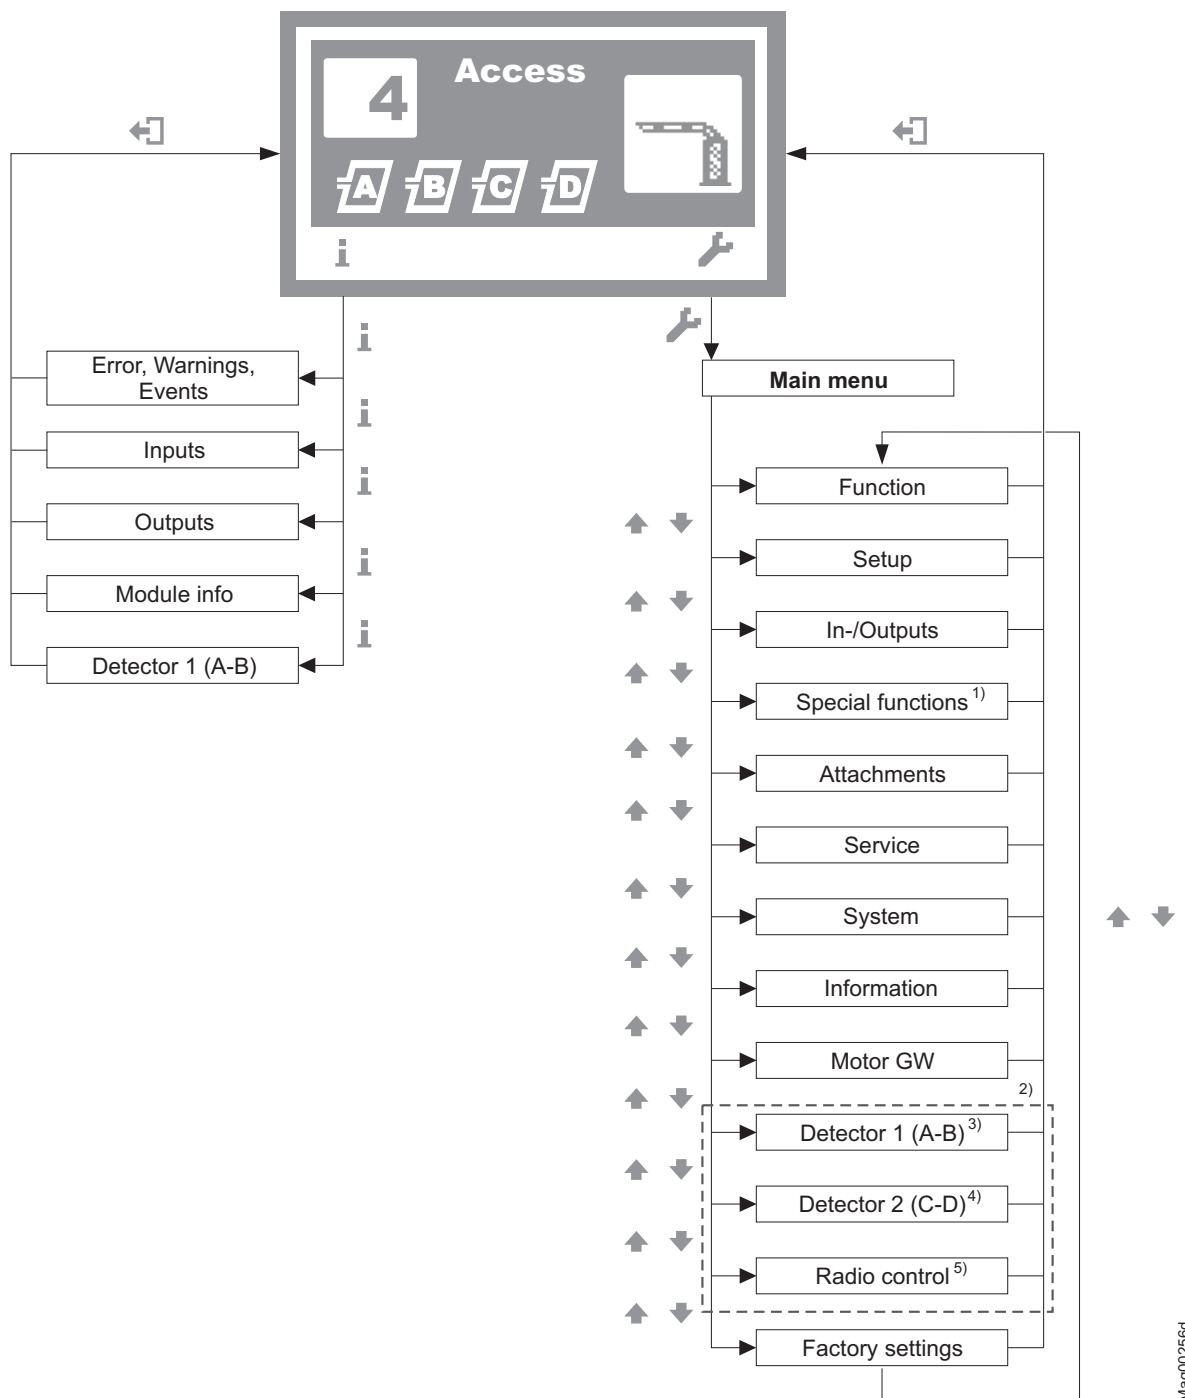 4
Access
A B C D
i
i
Error, Warnings,
Events
i
Inputs
i
Outputs
i
Module info
i
Detector 1 (A-B)
Main menu
Function
Setup
In-/Outputs
Special functions 1)
Attachments
Service
System
Information
Motor GW
2)
Detector 1 (A-B) 3)
Detector 2 (C-D) 4)
Radio control 5)
Factory settings
Mag00256d